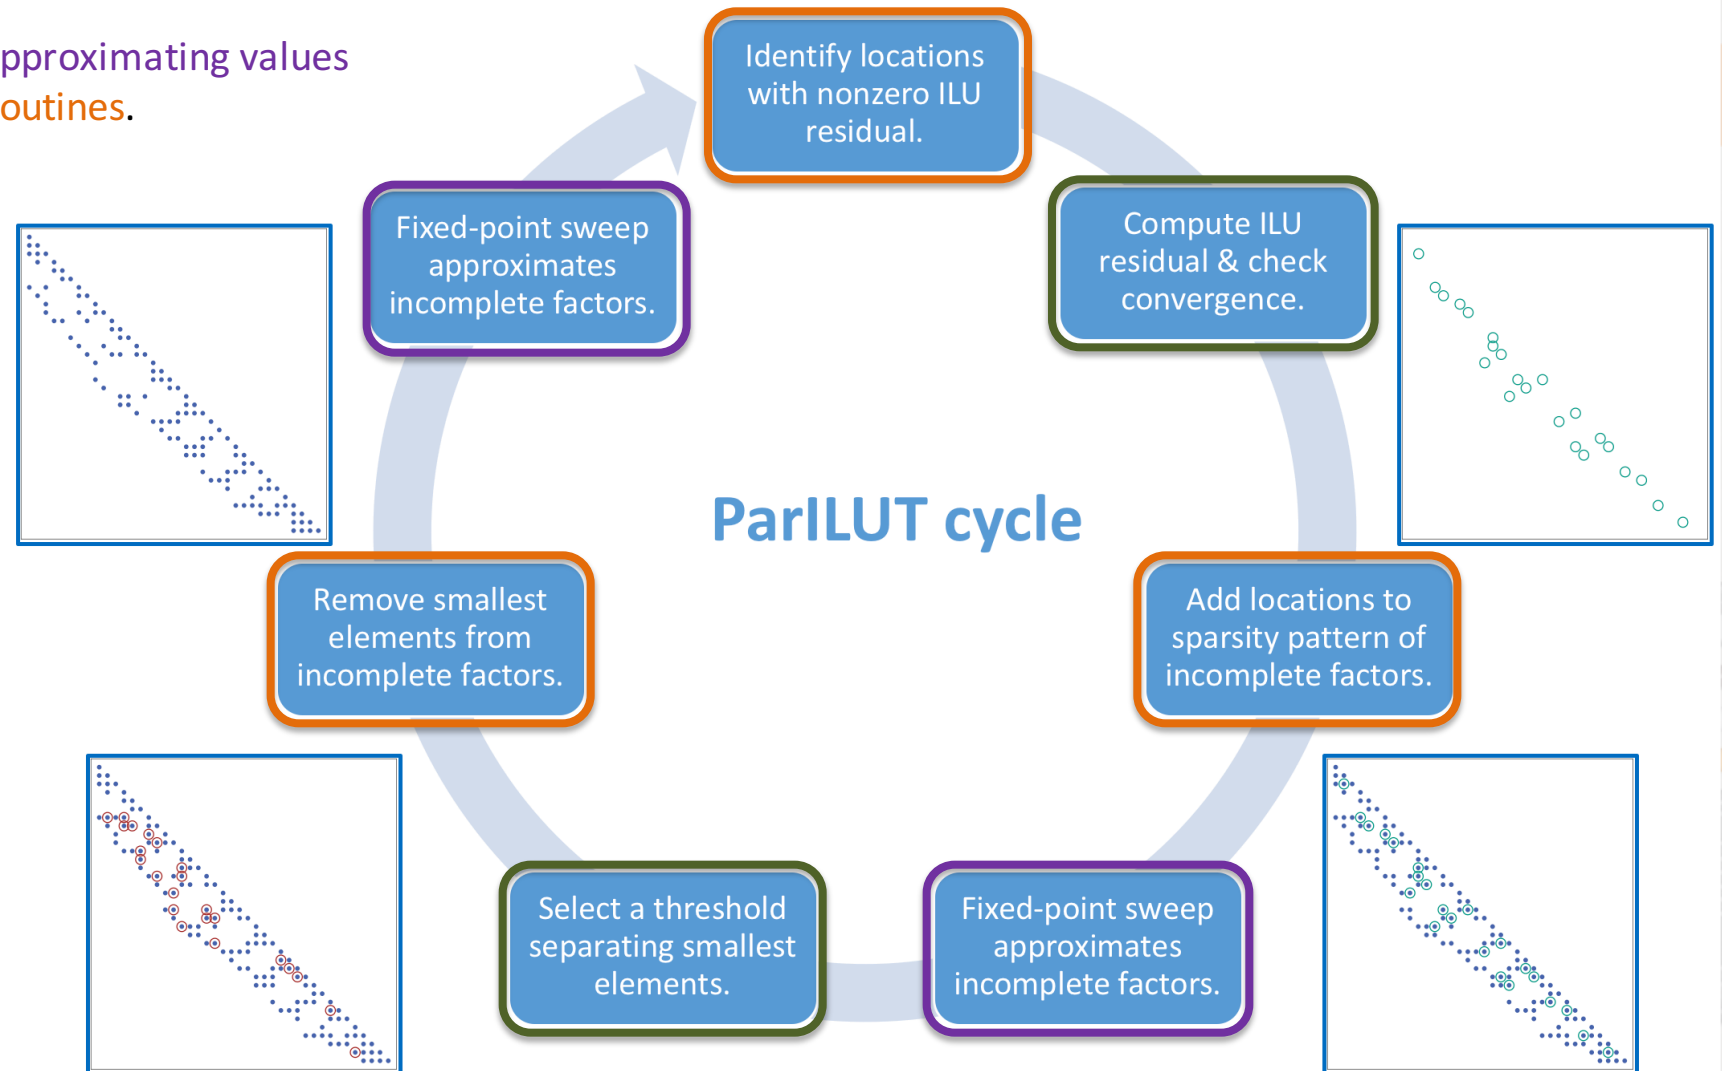 pproximating values
outines.
Identify locations
with nonzero ILU
residual.
Fixed-point sweep
approximates
incomplete factors.
Compute ILU
residual & check
convergence.
ParILUT cycle
Remove smallest
elements from
incomplete factors.
Add locations to
sparsity pattern of
incomplete factors.
Select a threshold
separating smallest
elements.
Fixed-point sweep
approximates
incomplete factors.